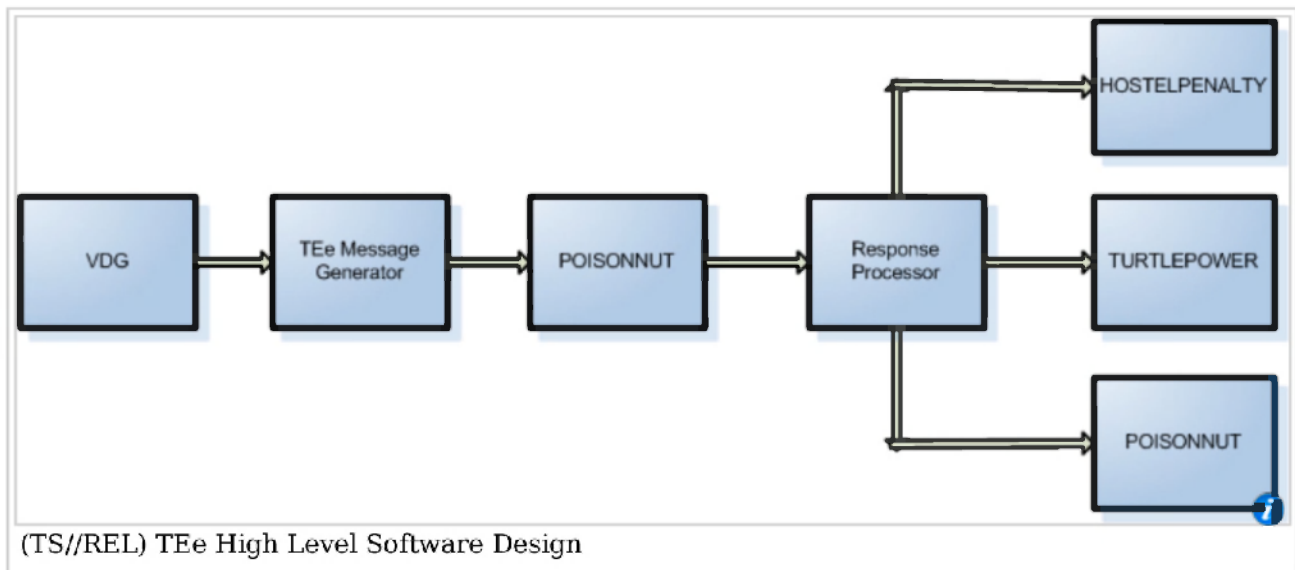 HOSTELPENALTY
VDG
TEe Message
Generator
POISONNUT
Response
Processor
TURTLEPOWER
POISONNUT
i
(TS//REL) TEe High Level Software Design